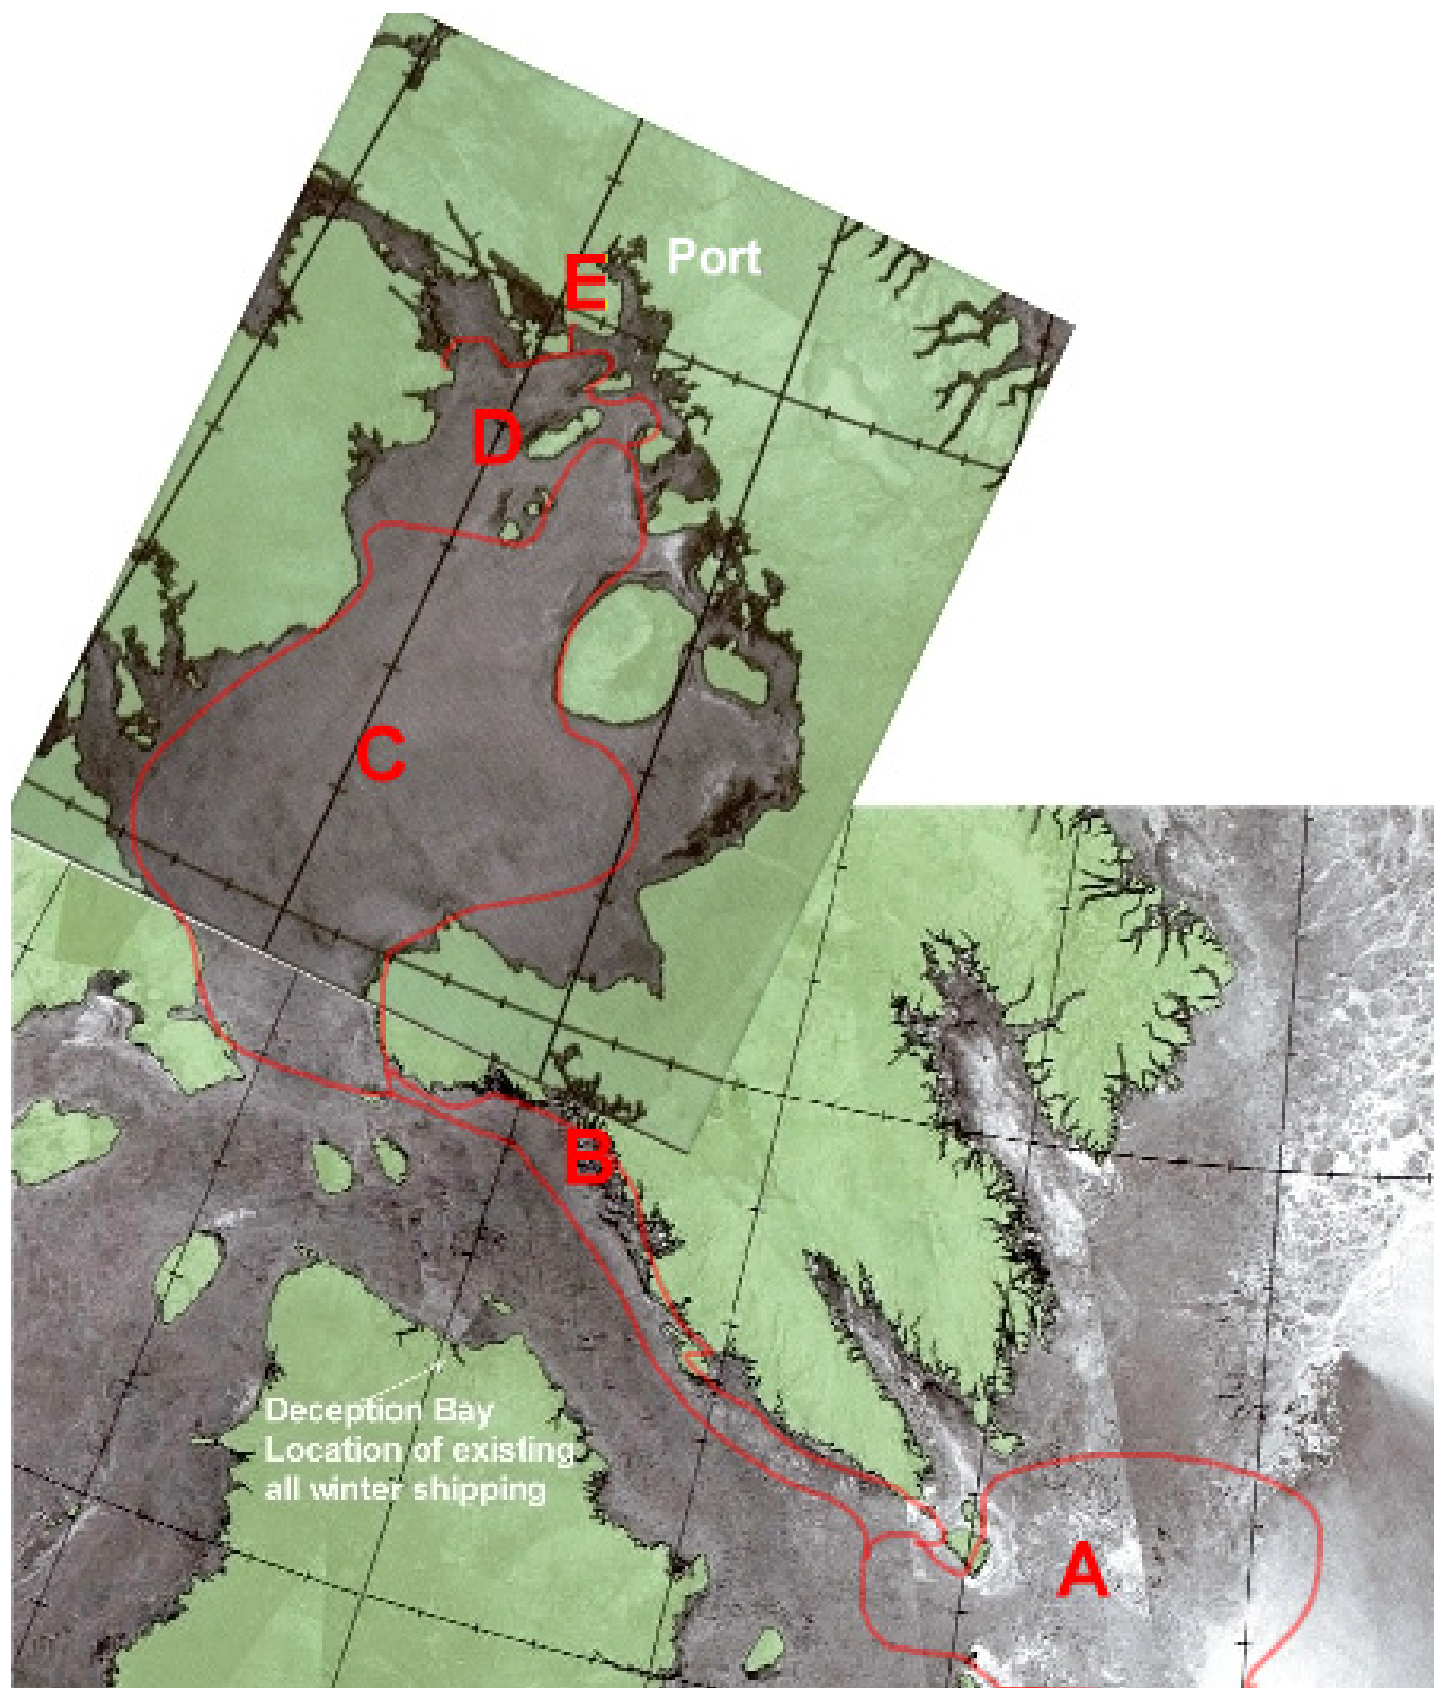 E
Port
D
C
B
Deception Bay
Location of existing
all winter shipping
A